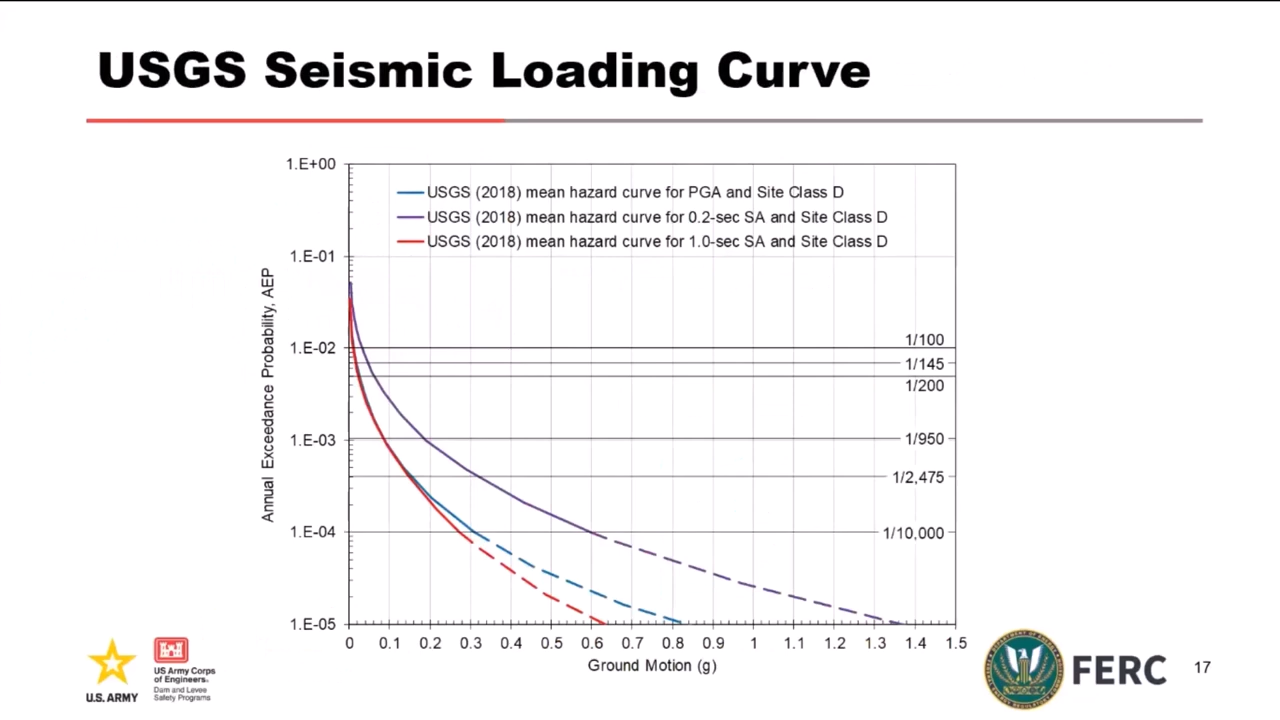 USGS Seismic Loading Curve
1.E+00
1.E-01
1.E-02
1.E-03
1.E-04
1.E-05
Annual Exceedance Probability, AEP
USGS (2018) mean hazard curve for PGA and Site Class D
USGS (2018) mean hazard curve for 0.2-sec SA and Site Class D
USGS (2018) mean hazard curve for 1.0-sec SA and Site Class D
1/100
1/145
1/200
1/950
1/2,475
1/10,000
0 0.1 0.2 0.3 0.4 0.5 0.6 0.7 0.8 0.9 1 1.1 1.2 1.3 1.4 1.5
Ground Motion (g)
U.S. ARMY
US Army Corps
of Engineers®
Dam and Levee
Safety Programs
FERC
17